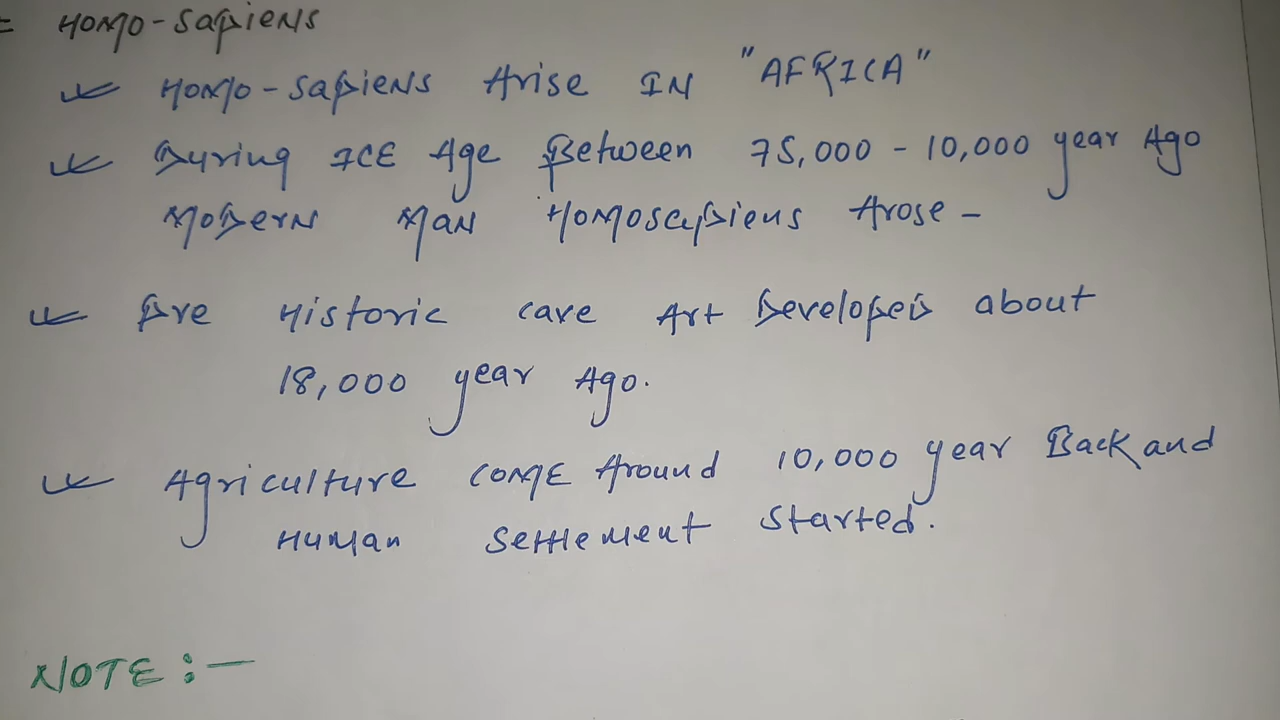 = Homo-sapiens
Homo-sapiens Arise IN "AFRICA"
During ICE Age Between 75,000 - 10,000 year Ago
Modern Man Homosapiens Arose -
Pre Historic cave Art Developed about
18,000 year Ago.
Agriculture come Around 10,000 year Back and
Human Settlement Started.
NOTE :-